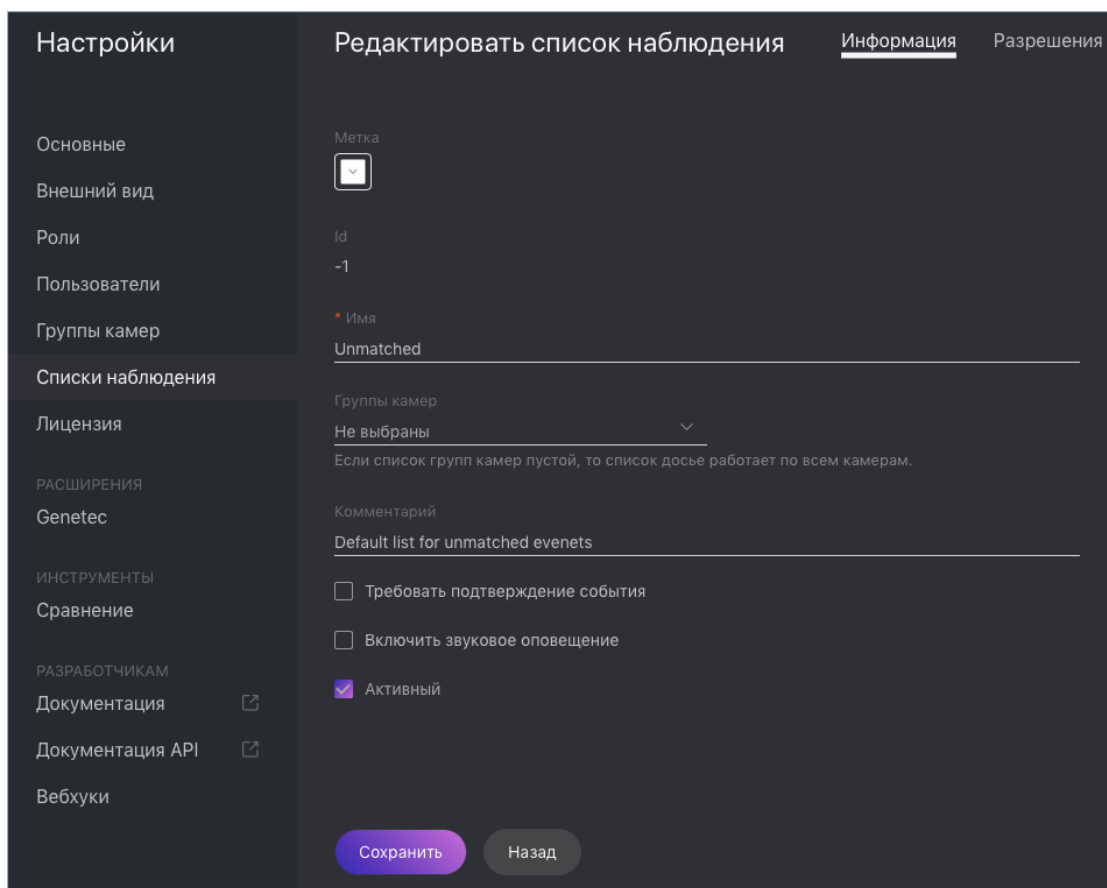 Настройки
Основные
Внешний вид
Роли
Пользователи
Группы камер
Списки наблюдения
Лицензия
РАСШИРЕНИЯ
Genetec
ИНСТРУМЕНТЫ
Сравнение
РАЗРАБОТЧИКАМ
Документация
Документация API
Вебхуки
Редактировать список наблюдения
Информация
Разрешения
Метка
Id
-1
* Имя
Unmatched
Группы камер
Не выбраны
Если список групп камер пустой, то список досье работает по всем камерам.
Комментарий
Default list for unmatched evenets
Требовать подтверждение события
Включить звуковое оповещение
Активный
Сохранить
Назад